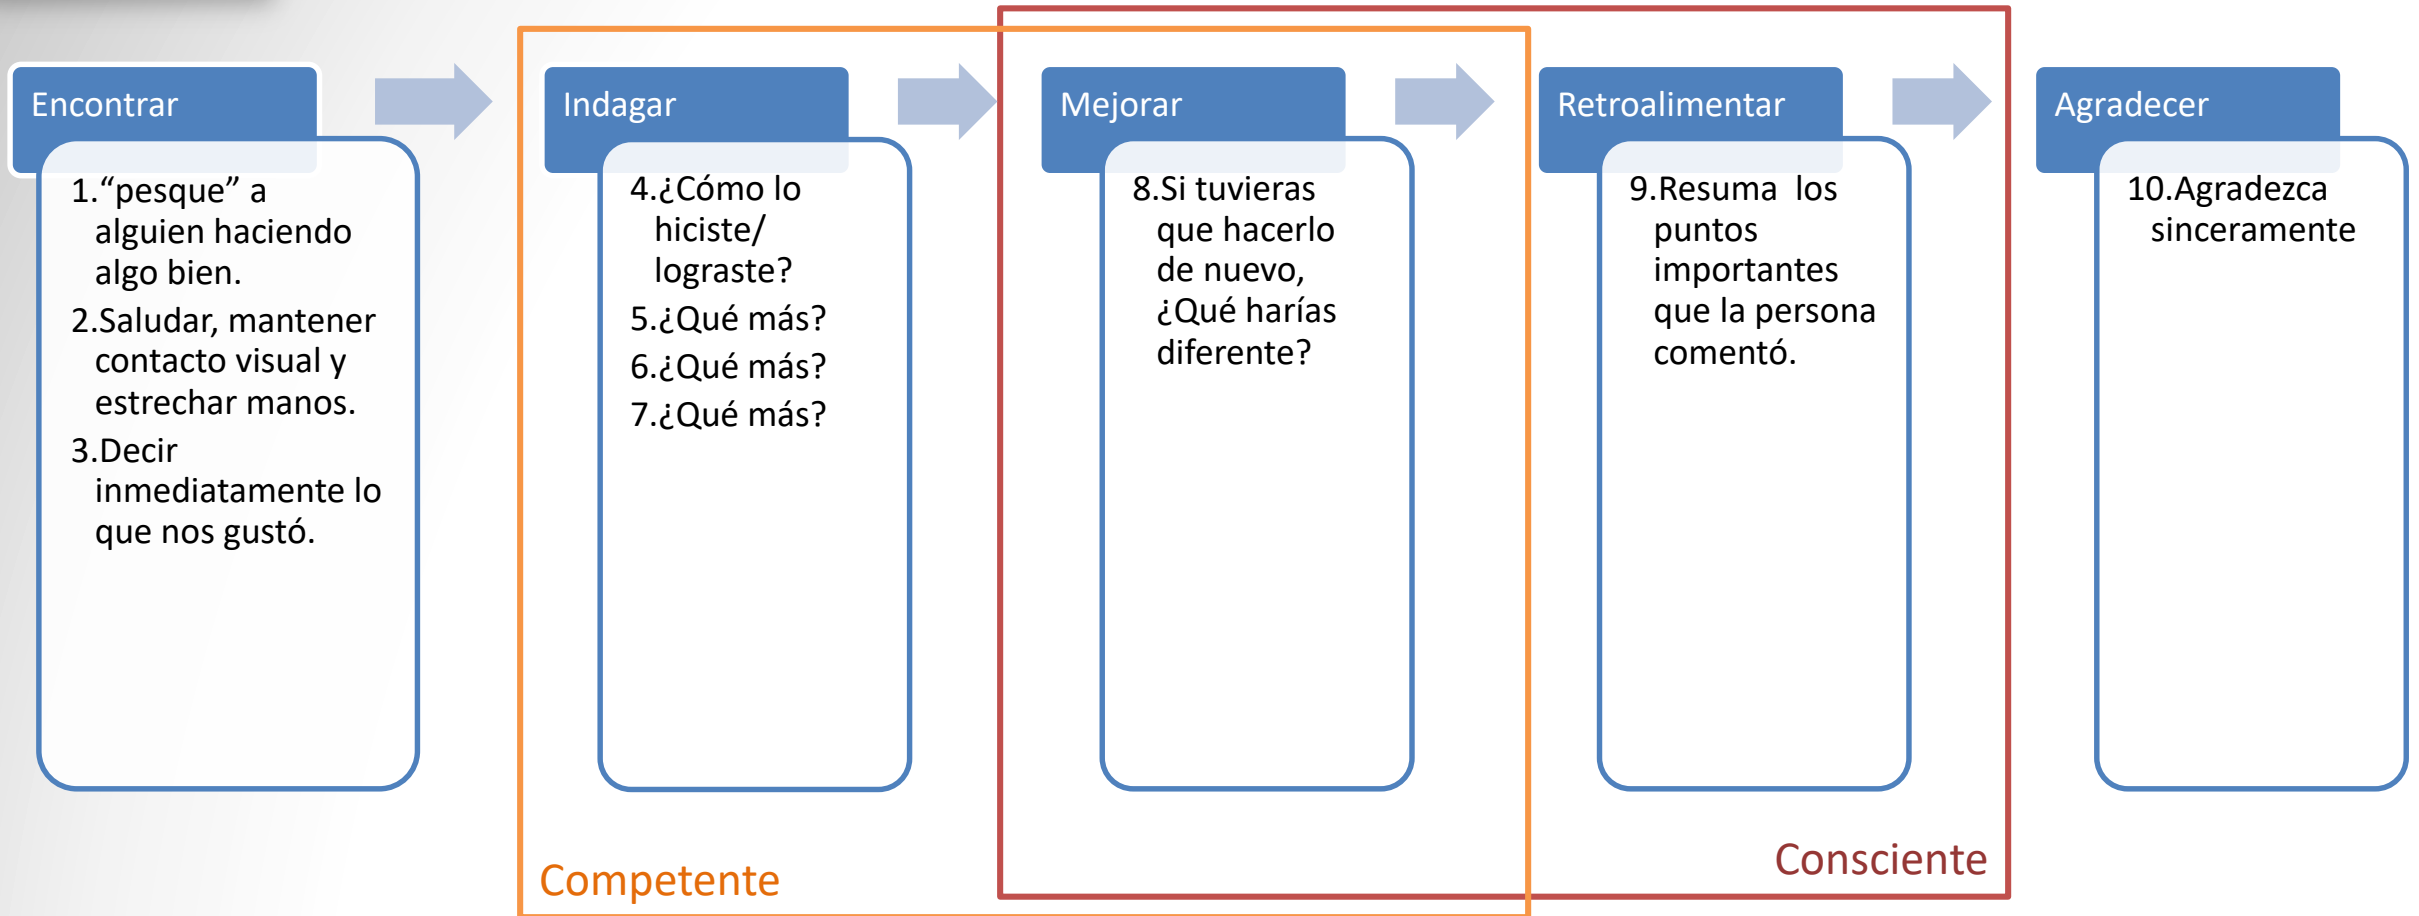 Encontrar
1.“pesque” a
alguien haciendo
algo bien.
2.Saludar, mantener
contacto visual y
estrechar manos.
3.Decir
inmediatamente lo
que nos gustó.
Indagar
4.¿Cómo lo
hiciste/
lograste?
5.¿Qué más?
6.¿Qué más?
7.¿Qué más?
Mejorar
8.Si tuvieras
que hacerlo
de nuevo,
¿Qué harías
diferente?
Retroalimentar
9.Resuma  los
puntos
importantes
que la persona
comentó.
Agradecer
10.Agradezca
sinceramente
Competente
Consciente